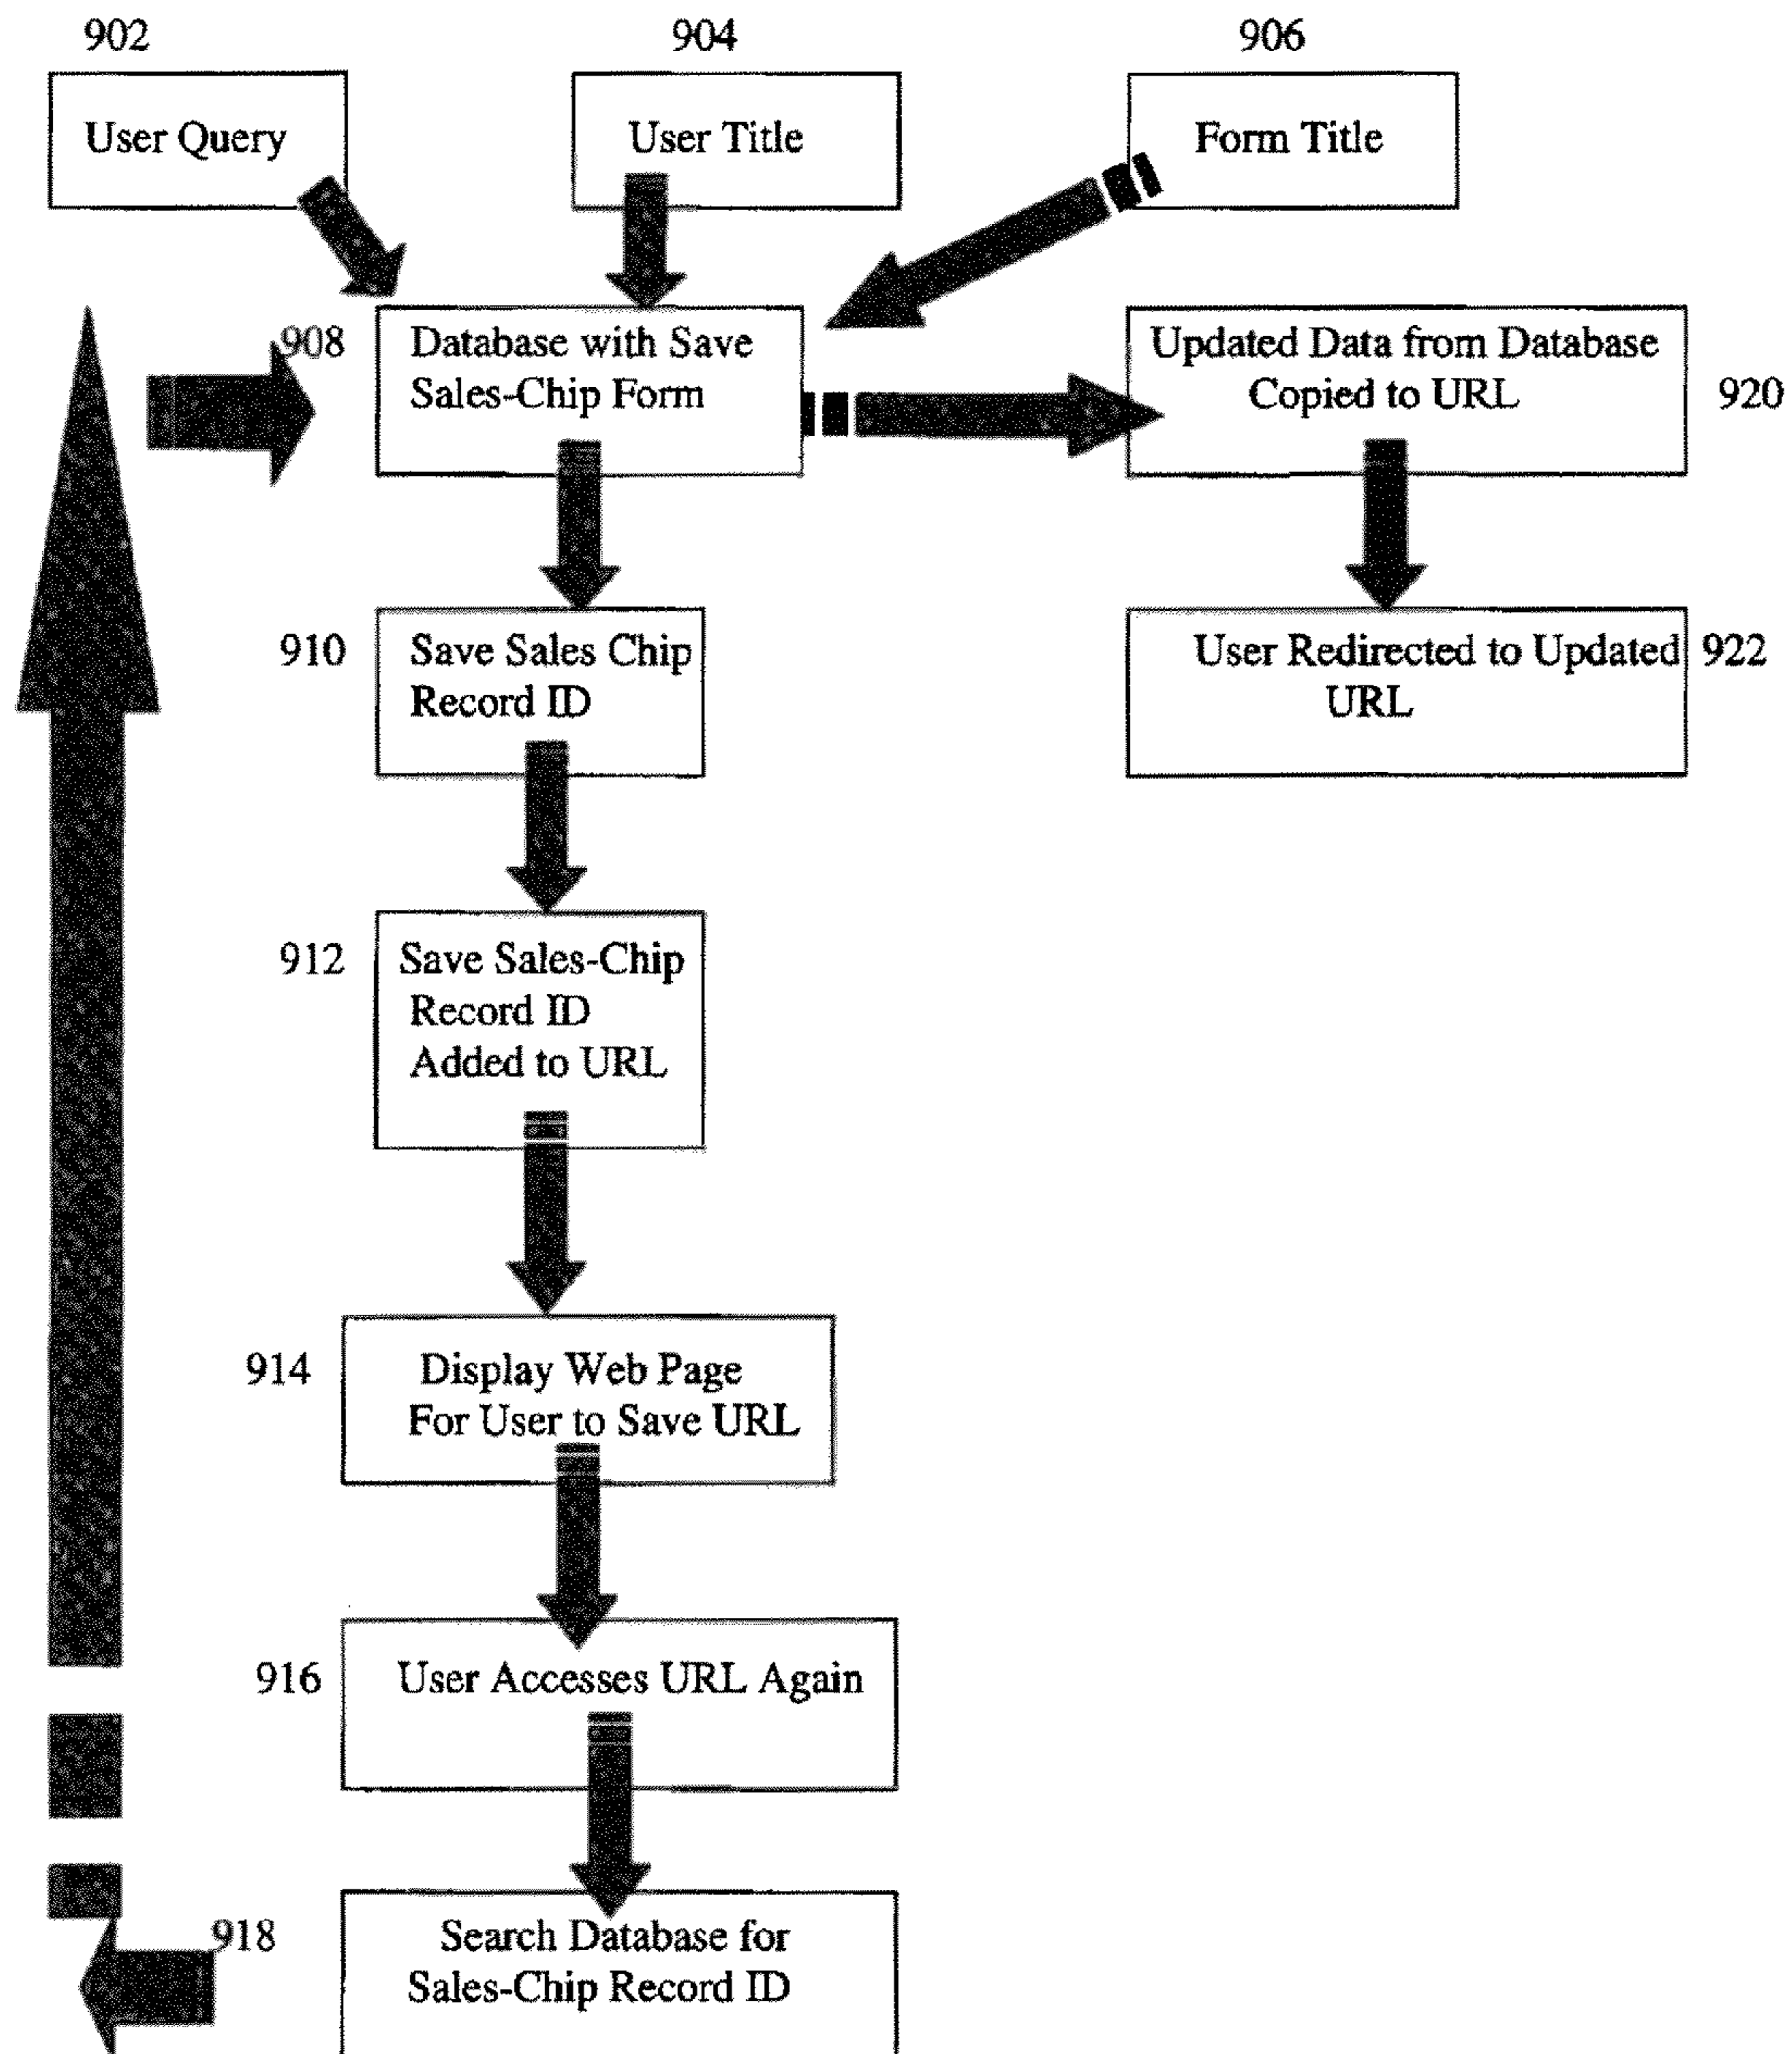 902
904
906
User Query
User Title
Form Title
908
Database with Save
Sales-Chip Form
Updated Data from Database
Copied to URL
920
910
Save Sales Chip
Record ID
User Redirected to Updated
URL
922
912
Save Sales-Chip
Record ID
Added to URL
914
Display Web Page
For User to Save URL
916
User Accesses URL Again
918
Search Database for
Sales-Chip Record ID